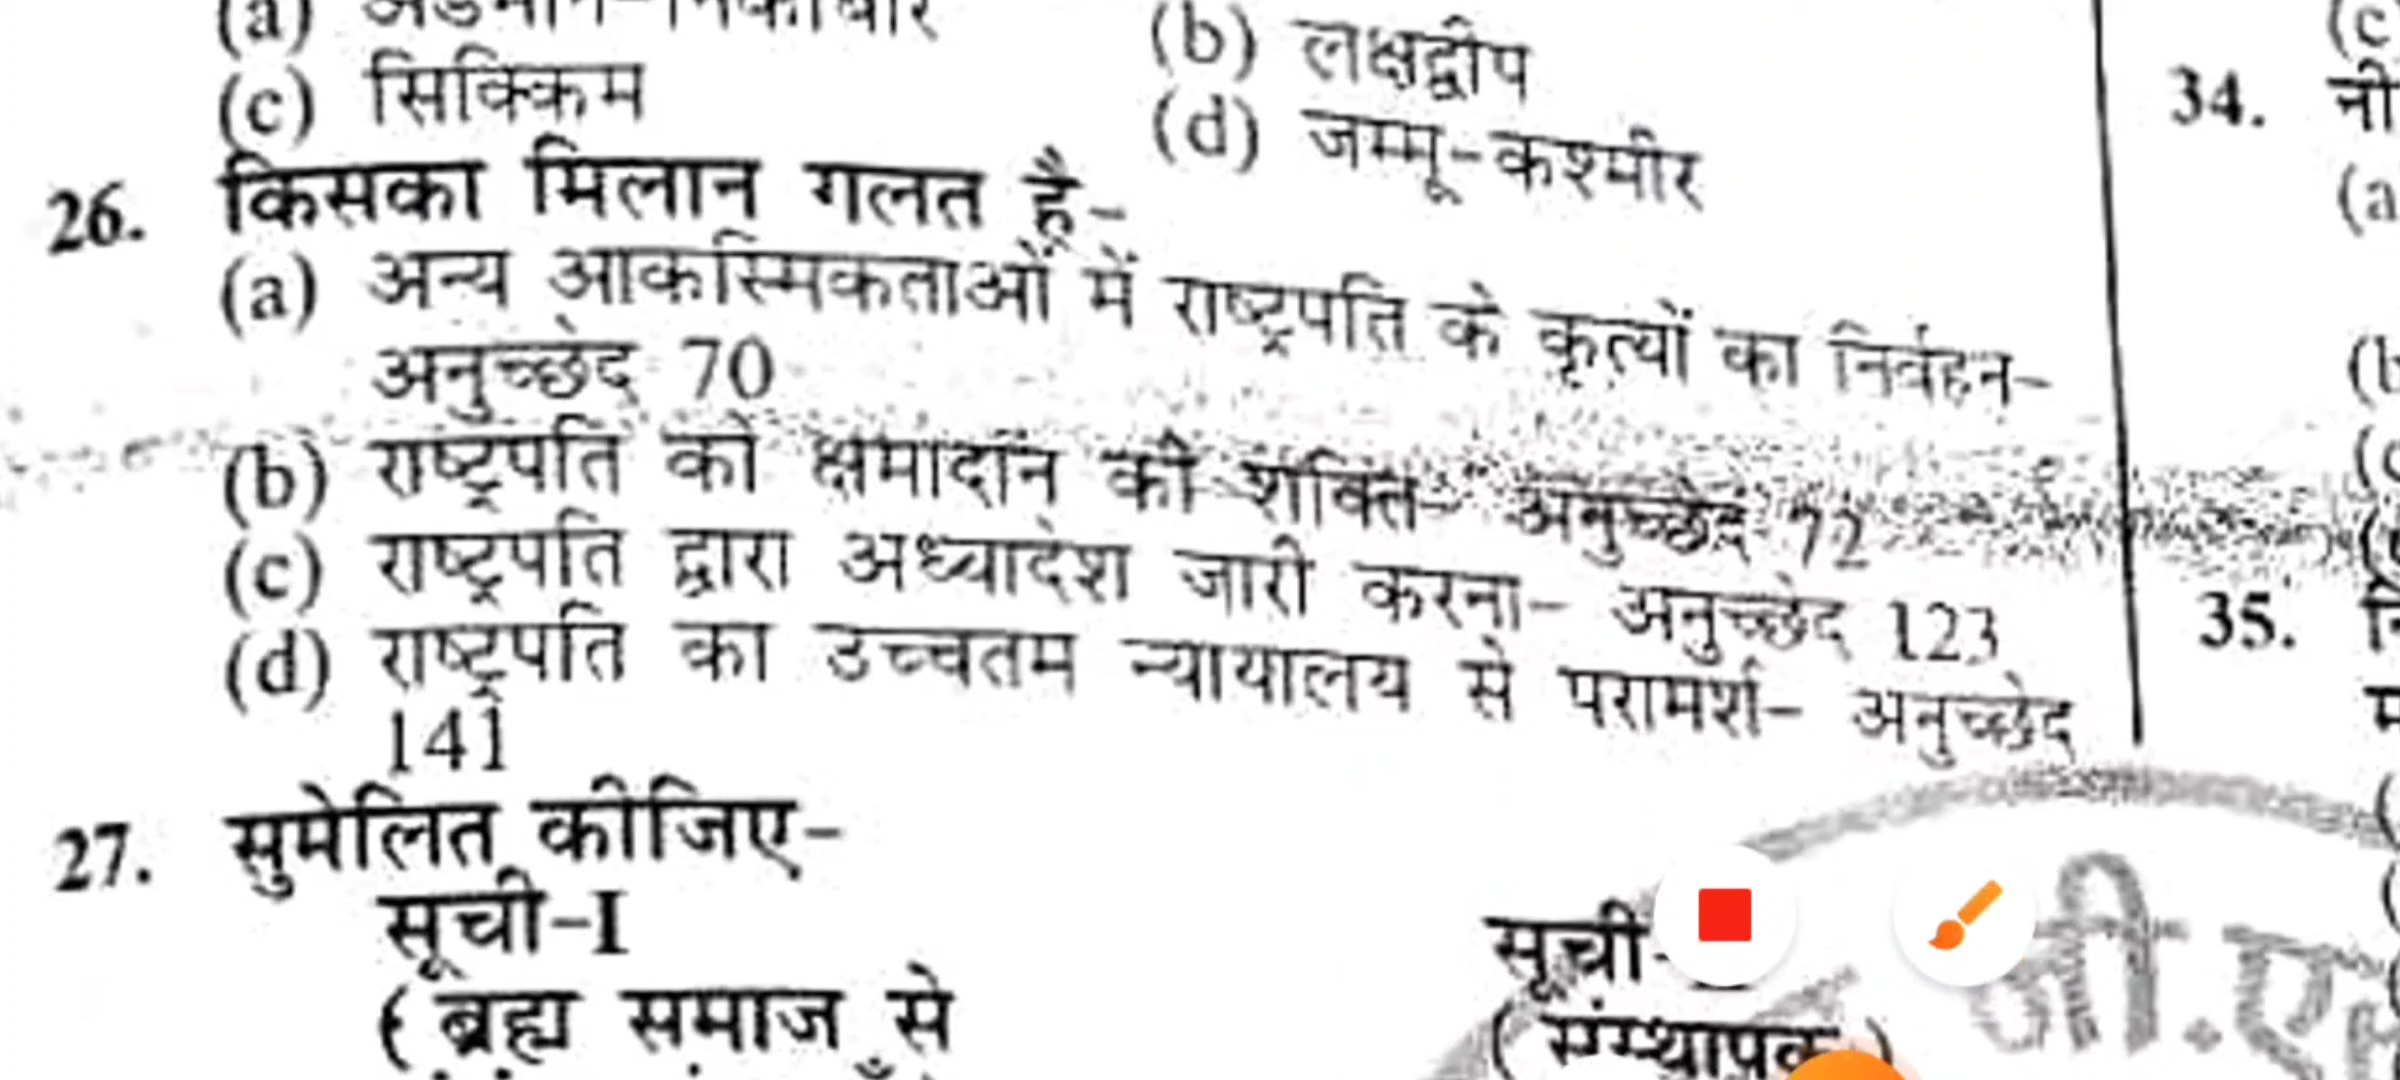 (a) अंडमान-निकोबार
(b) लक्षद्वीप
(c) सिक्किम
(d) जम्मू-कश्मीर
26. किसका मिलान गलत है-
(a) अन्य आकस्मिकताओं में राष्ट्रपति के कृत्यों का निर्वहन-
अनुच्छेद 70
(b) राष्ट्रपति को क्षमादान की शक्ति- अनुच्छेद 72
(c) राष्ट्रपति द्वारा अध्यादेश जारी करना- अनुच्छेद 123
(d) राष्ट्रपति का उच्चतम न्यायालय से परामर्श- अनुच्छेद
141
27. सुमेलित कीजिए-
सूची-I
सूची-
(ब्रह्म समाज से
(संस्थापक)
34.
(a
35.
जी.एस